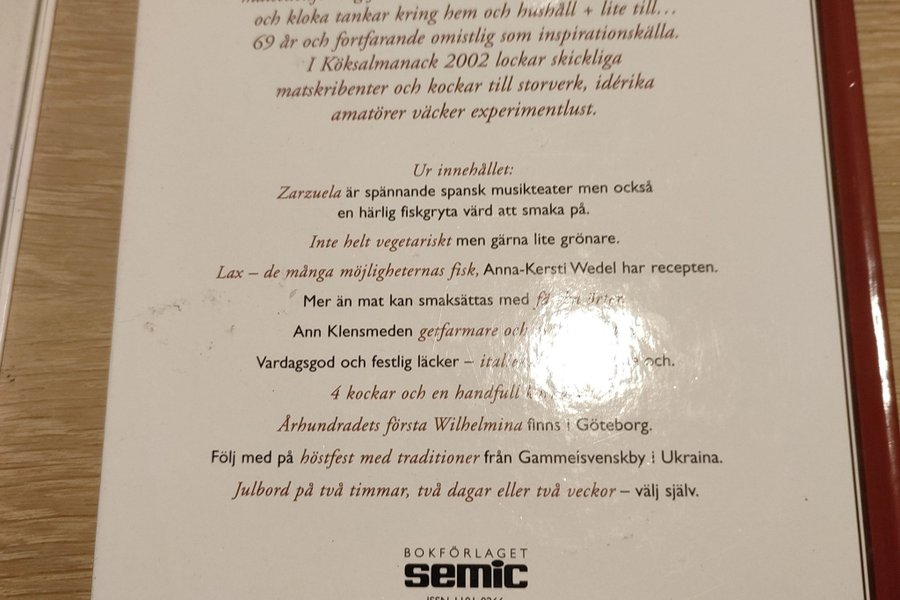 och kloka tankar kring hem och hushåll + lite till...
69 år och fortfarande omistlig som inspirationskälla.
I Köksalmanack 2002 lockar skickliga
matskribenter och kockar till storverk, idérika
amatörer väcker experimentlust.
Ur innehållet:
Zarzuela är spännande spansk musikteater men också
en härlig fiskgryta värd att smaka på.
Inte helt vegetariskt men gärna lite grönare.
Lax – de många möjligheternas fisk, Anna-Kersti Wedel har recepten.
Mer än mat kan smaksättas med
Ann Klensmeden getfarmare och
Vardagsgod och festlig läcker –
4 kockar och en handfull
Århundradets första Wilhelmina finns i Göteborg.
Följ med på höstfest med traditioner från Gammeisvenskby i Ukraina.
Julbord på två timmar, två dagar eller två veckor – välj själv.
BOKFÖRLAGET
semic